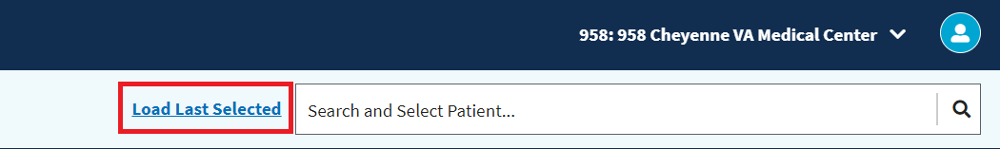 958: 958 Cheyenne VA Medical Center
Load Last Selected
Search and Select Patient...